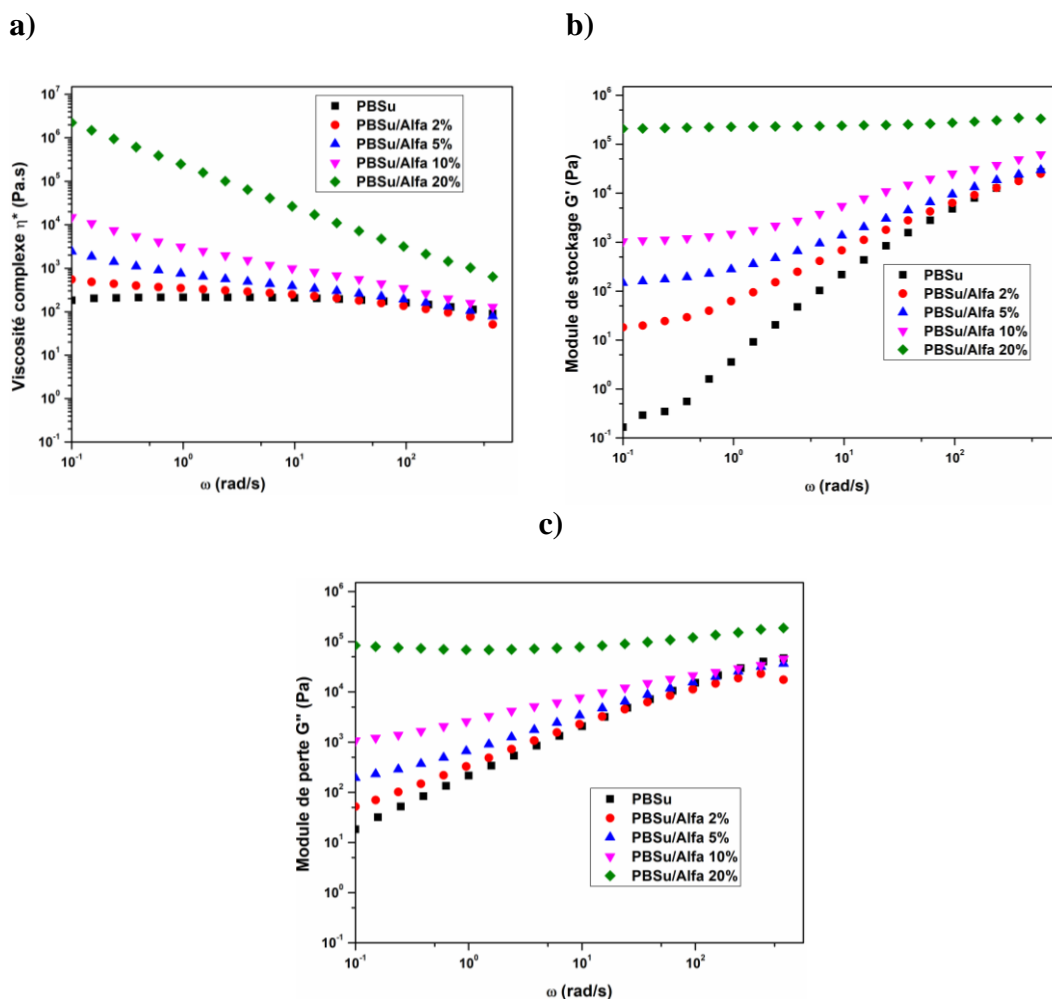 a)
b)
10⁷
10⁶
10⁵
10⁴
10³
10²
10¹
10⁰
10⁻¹
Viscosité complexe η* (Pa.s)
PBSu
PBSu/Alfa 2%
PBSu/Alfa 5%
PBSu/Alfa 10%
PBSu/Alfa 20%
10⁻¹ 10⁰ 10¹ 10²
ω (rad/s)
10⁶
10⁵
10⁴
10³
10²
10¹
10⁰
10⁻¹
Module de stockage G' (Pa)
PBSu
PBSu/Alfa 2%
PBSu/Alfa 5%
PBSu/Alfa 10%
PBSu/Alfa 20%
10⁻¹ 10⁰ 10¹ 10²
ω (rad/s)
c)
10⁶
10⁵
10⁴
10³
10²
10¹
10⁰
10⁻¹
Module de perte G" (Pa)
PBSu
PBSu/Alfa 2%
PBSu/Alfa 5%
PBSu/Alfa 10%
PBSu/Alfa 20%
10⁻¹ 10⁰ 10¹ 10²
ω (rad/s)